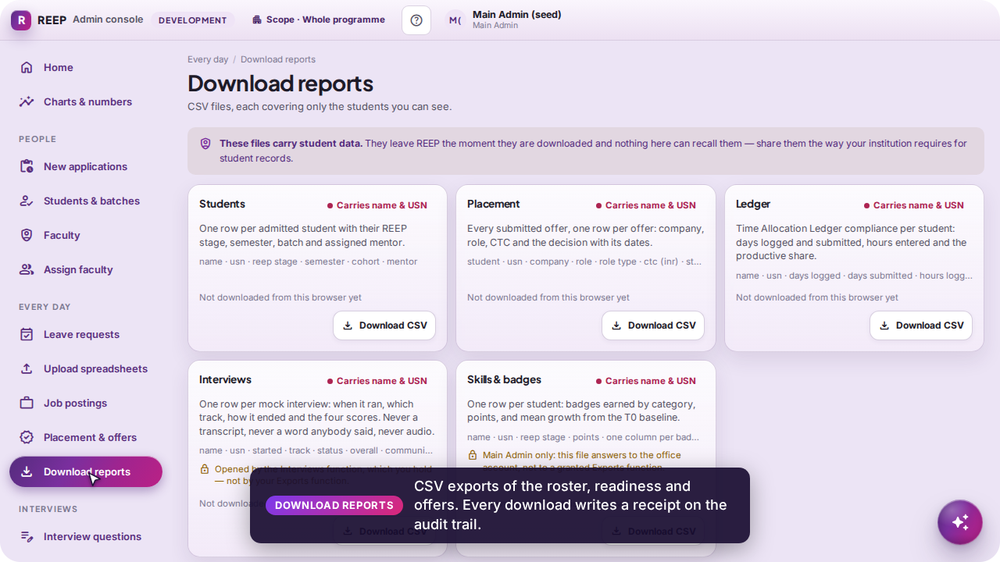 R REEP Admin console DEVELOPMENT Scope · Whole programme M( Main Admin (seed)
Main Admin
Home
Charts & numbers
PEOPLE
New applications
Students & batches
Faculty
Assign faculty
EVERY DAY
Leave requests
Upload spreadsheets
Job postings
Placement & offers
Download reports
INTERVIEWS
Interview questions
Every day / Download reports
Download reports
CSV files, each covering only the students you can see.
These files carry student data. They leave REEP the moment they are downloaded and nothing here can recall them — share them the way your institution requires for
student records.
Students Carries name & USN
One row per admitted student with their REEP
stage, semester, batch and assigned mentor.
name · usn · reep stage · semester · cohort · mentor
Not downloaded from this browser yet
Download CSV
Placement Carries name & USN
Every submitted offer, one row per offer: company,
role, CTC and the decision with its dates.
student · usn · company · role · role type · ctc (inr) · st...
Not downloaded from this browser yet
Download CSV
Ledger Carries name & USN
Time Allocation Ledger compliance per student:
days logged and submitted, hours entered and the
productive share.
name · usn · days logged · days submitted · hours logg...
Not downloaded from this browser yet
Download CSV
Interviews Carries name & USN
One row per mock interview: when it ran, which
track, how it ended and the four scores. Never a
transcript, never a word anybody said, never audio.
name · usn · started · track · status · overall · communi...
Opened by the Interviews function, which you hold
— not by your Exports function.
Download CSV
Skills & badges Carries name & USN
One row per student: badges earned by category,
points, and mean growth from the T0 baseline.
name · usn · reep stage · points · one column per bad...
Main Admin only: this file answers to the office
account, not to a granted Exports function.
Download CSV
DOWNLOAD REPORTS
CSV exports of the roster, readiness and
offers. Every download writes a receipt on the
audit trail.